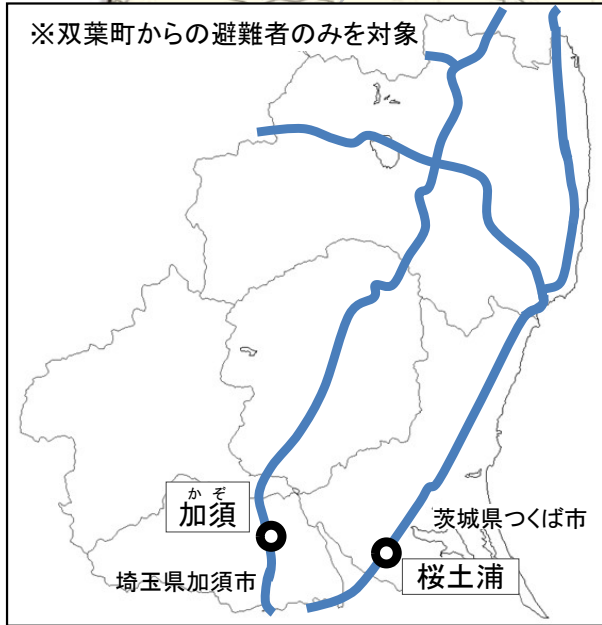 ※双葉町からの避難者のみを対象
かぞ
加須
茨城県つくば市
埼玉県加須市
桜土浦